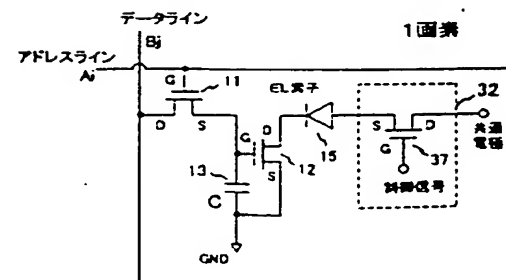 データライン
Bj
1画素
アドレスライン
Ai
G
11
D
S
EL素子
32
G
D
S
12
15
S
D
G
37
共通
電極
制御信号
13
C
GND